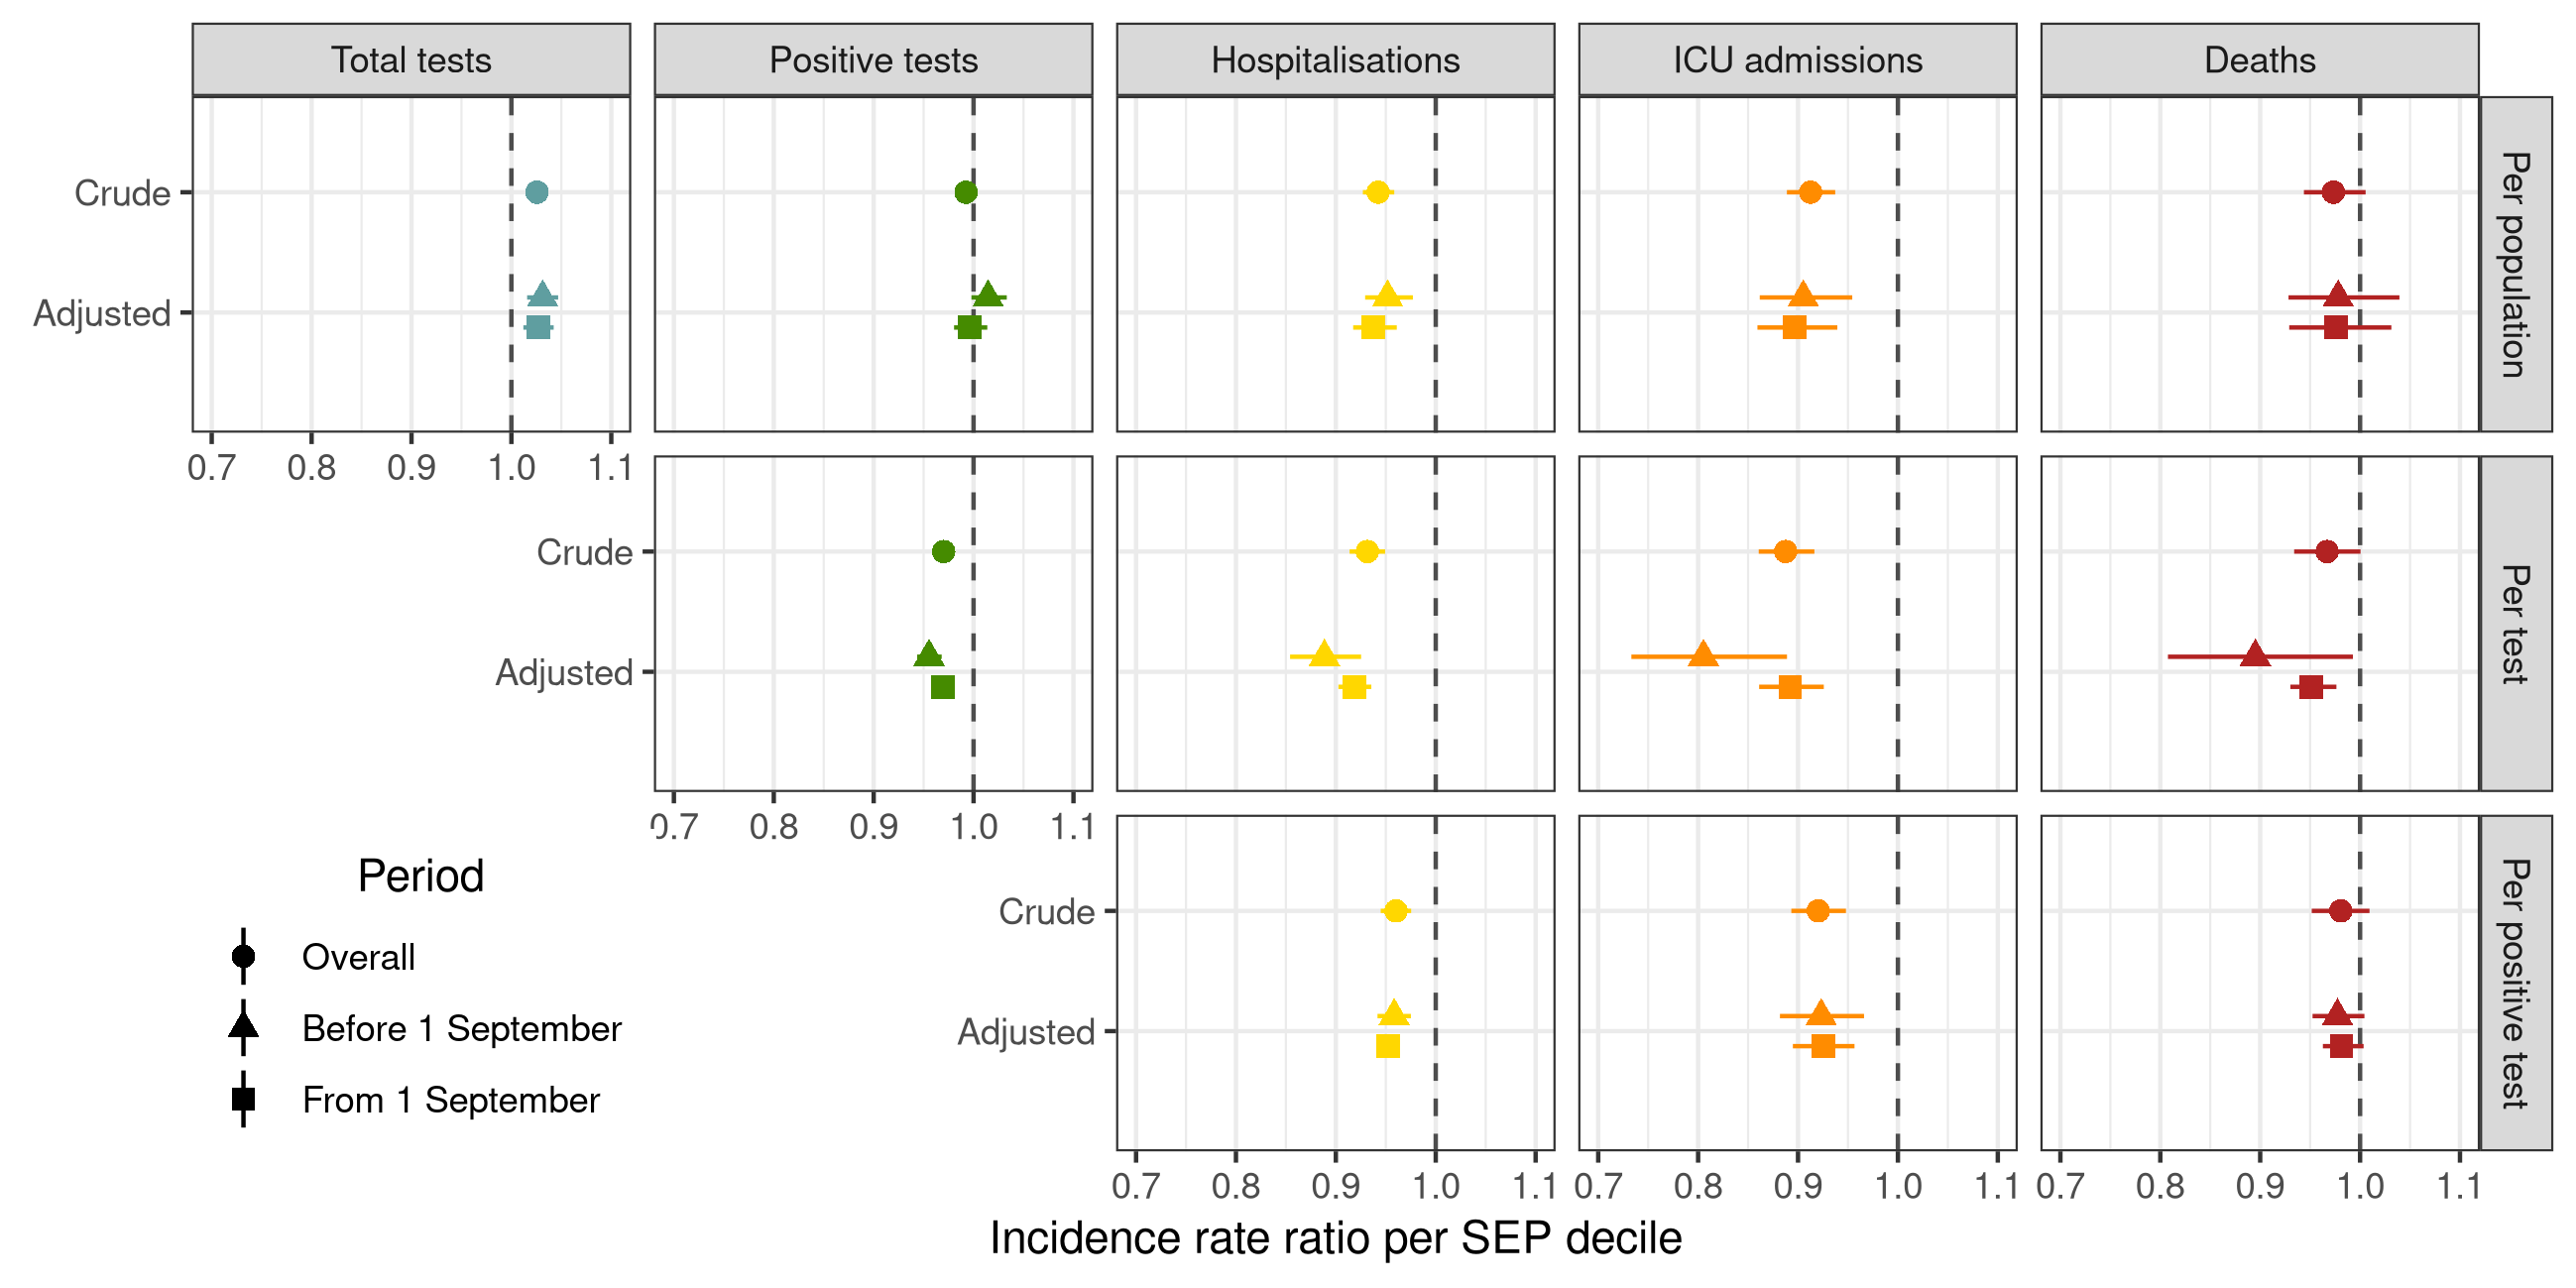 Total tests
Positive tests
Hospitalisations
ICU admissions
Deaths
Crude
Adjusted
Per population
0.7 0.8 0.9 1.0 1.1
Crude
Adjusted
Per test
0.7 0.8 0.9 1.0 1.1
Crude
Adjusted
Per positive test
0.7 0.8 0.9 1.0 1.1
0.7 0.8 0.9 1.0 1.1
0.7 0.8 0.9 1.0 1.1
Incidence rate ratio per SEP decile
Period
Overall
Before 1 September
From 1 September